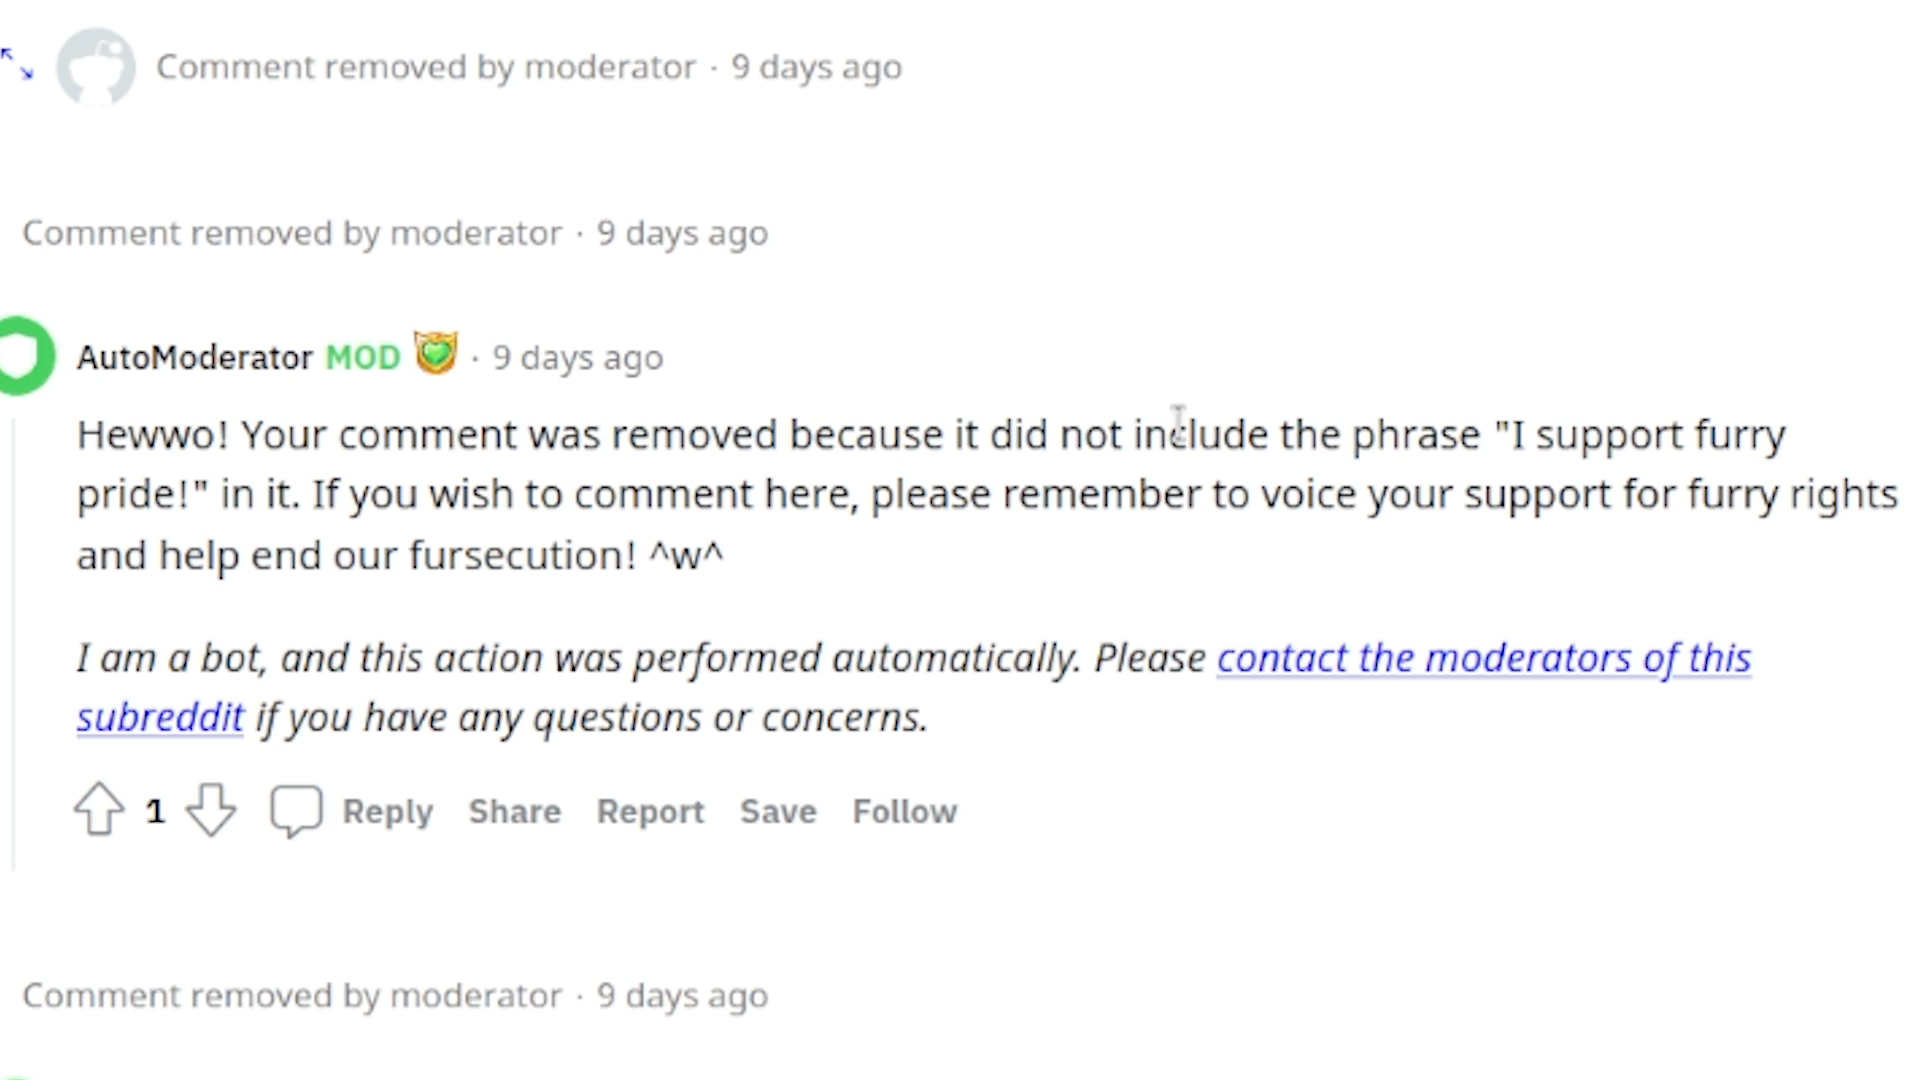 Comment removed by moderator · 9 days ago
Comment removed by moderator · 9 days ago
AutoModerator MOD · 9 days ago
Hewwo! Your comment was removed because it did not include the phrase "I support furry
pride!" in it. If you wish to comment here, please remember to voice your support for furry rights
and help end our fursecution! ^w^
I am a bot, and this action was performed automatically. Please contact the moderators of this
subreddit if you have any questions or concerns.
1 Reply Share Report Save Follow
Comment removed by moderator · 9 days ago